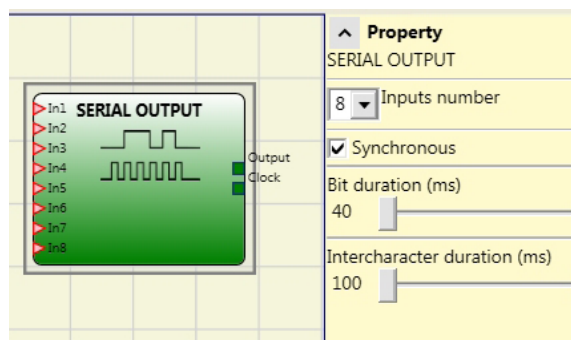 In1 SERIAL OUTPUT
In2
In3
In4
In5
In6
In7
In8
Output
Clock
Property
SERIAL OUTPUT
8 Inputs number
Synchronous
Bit duration (ms)
40
Intercharacter duration (ms)
100